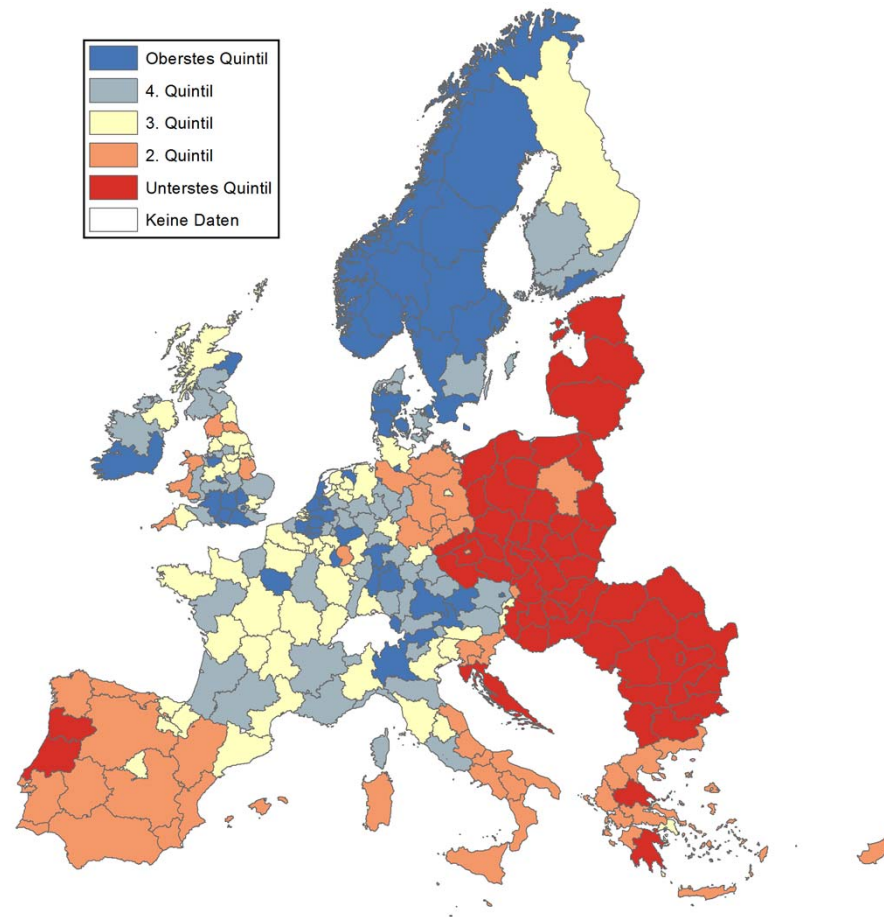 Oberstes Quintil
4. Quintil
3. Quintil
2. Quintil
Unterstes Quintil
Keine Daten